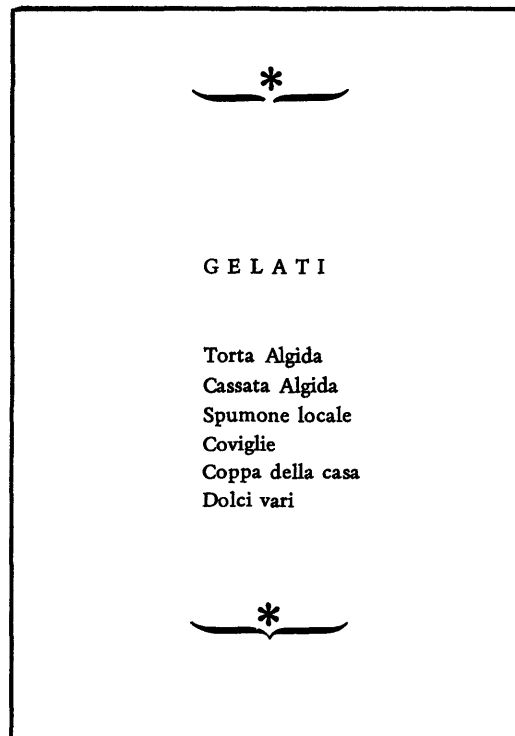 *
GELATI
Torta Algida
Cassata Algida
Spumone locale
Coviglie
Coppa della casa
Dolci vari
*